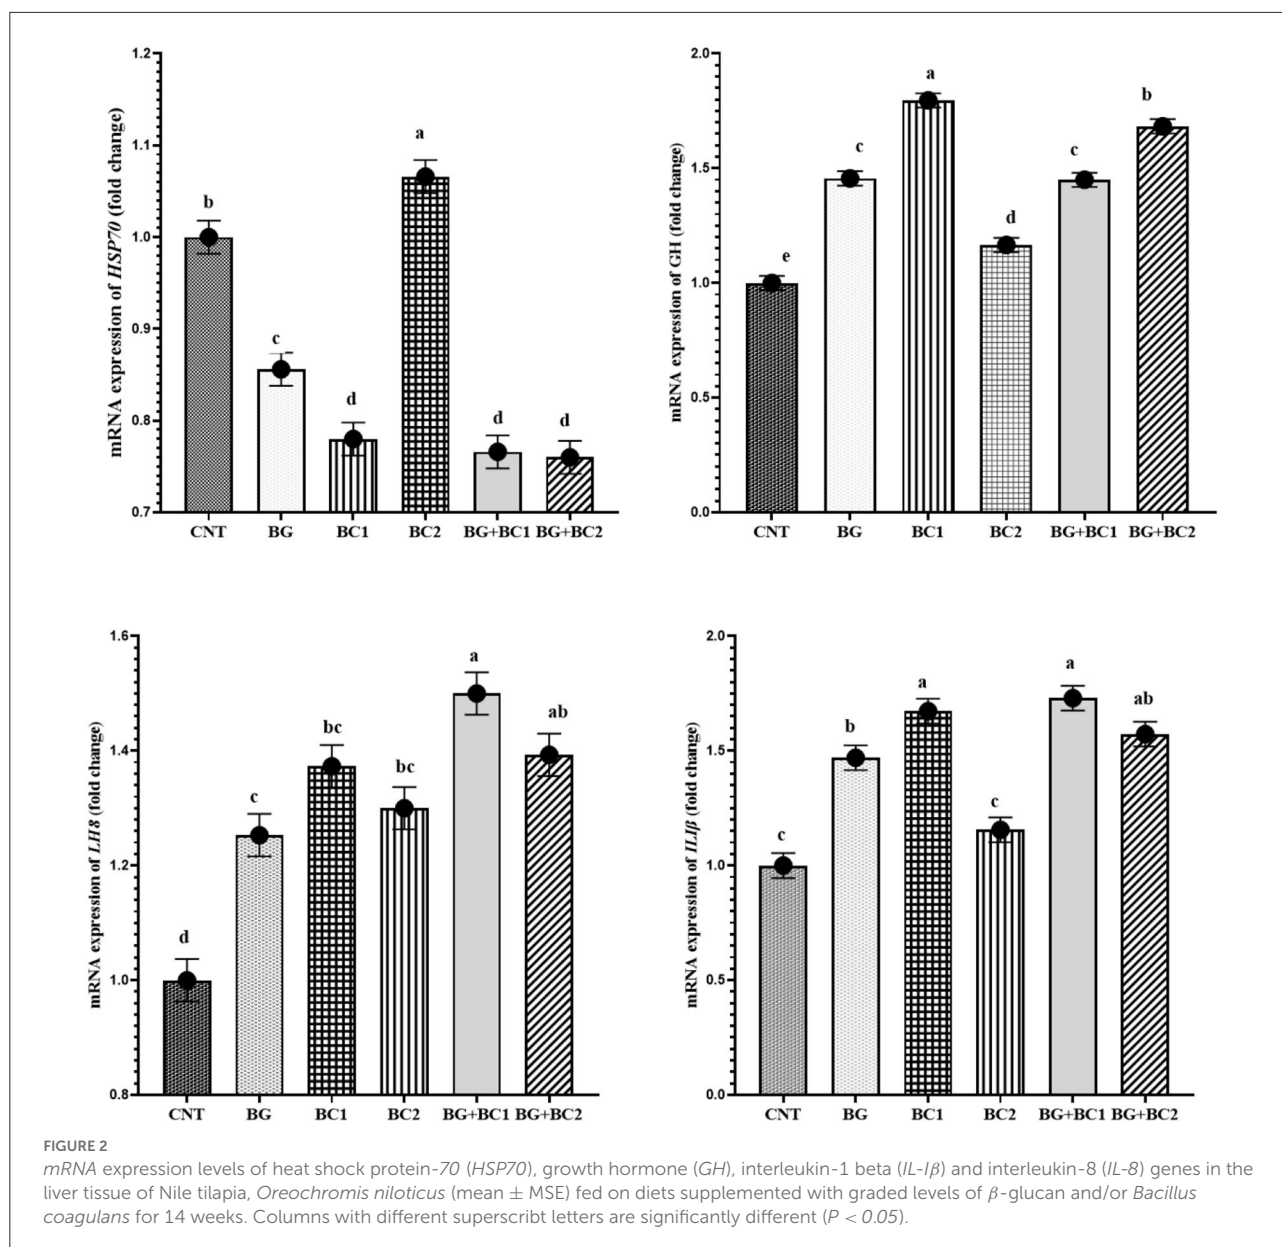 mRNA expression of HSP70 (fold change)
1.2
1.1
1.0
0.9
0.8
0.7
b
c
d
a
d
d
CNT BG BC1 BC2 BG+BC1 BG+BC2
mRNA expression of GH (fold change)
2.0
1.5
1.0
0.5
0.0
e
c
a
d
c
b
CNT BG BC1 BC2 BG+BC1 BG+BC2
mRNA expression of LH8 (fold change)
1.6
1.4
1.2
1.0
0.8
d
c
bc
bc
a
ab
CNT BG BC1 BC2 BG+BC1 BG+BC2
mRNA expression of ILIβ (fold change)
2.0
1.5
1.0
0.5
0.0
c
b
a
c
a
ab
CNT BG BC1 BC2 BG+BC1 BG+BC2
FIGURE 2
mRNA expression levels of heat shock protein-70 (HSP70), growth hormone (GH), interleukin-1 beta (IL-Iβ) and interleukin-8 (IL-8) genes in the
liver tissue of Nile tilapia, Oreochromis niloticus (mean ± MSE) fed on diets supplemented with graded levels of β-glucan and/or Bacillus
coagulans for 14 weeks. Columns with different superscribt letters are significantly different (P < 0.05).